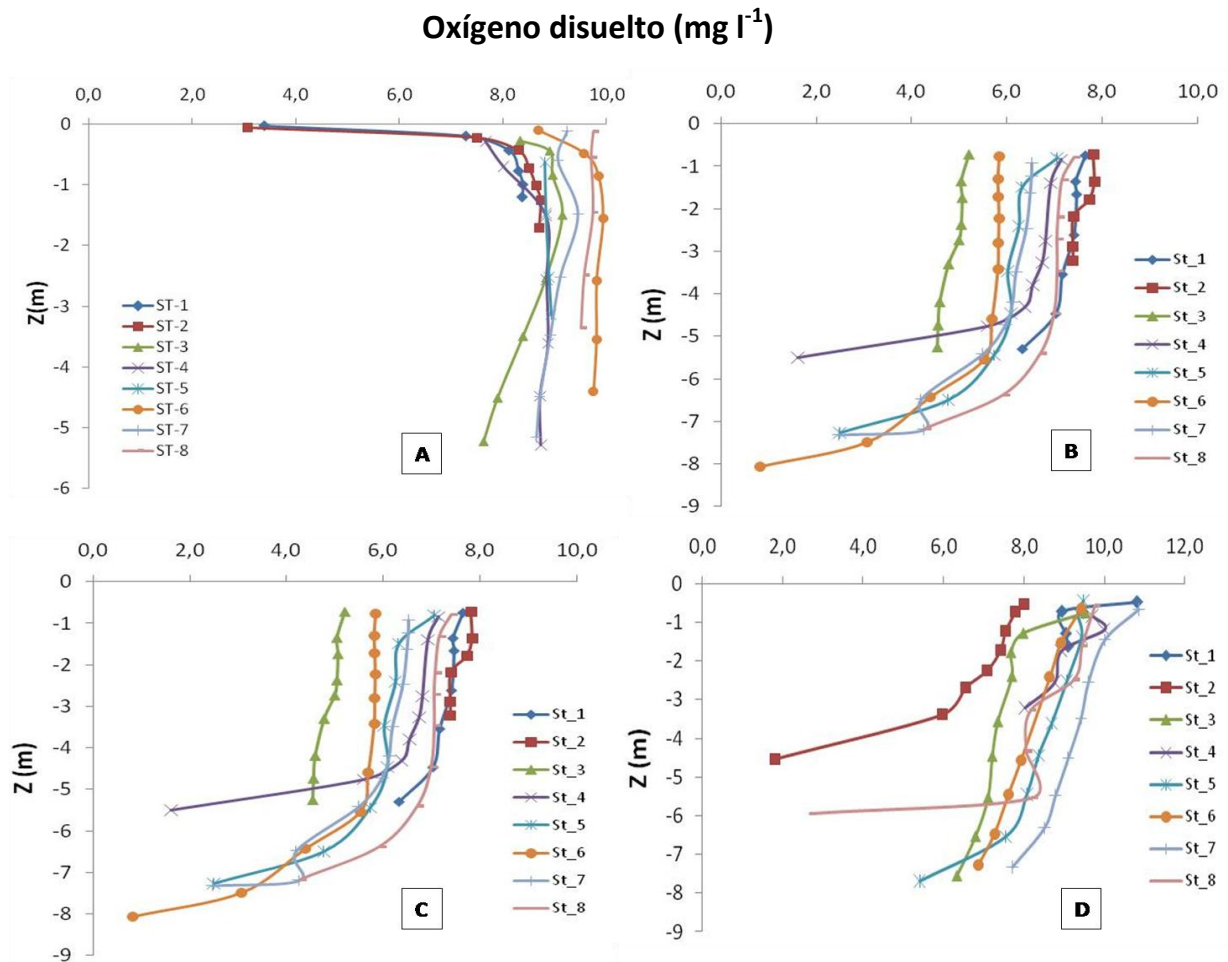 Oxígeno disuelto (mg l-1)
0,0 2,0 4,0 6,0 8,0 10,0
0
-1
-2
-3
-4
-5
-6
Z(m)
ST-1
ST-2
ST-3
ST-4
ST-5
ST-6
ST-7
ST-8
A
0,0 2,0 4,0 6,0 8,0 10,0
0
-1
-2
-3
-4
-5
-6
-7
-8
-9
Z (m)
St_1
St_2
St_3
St_4
St_5
St_6
St_7
St_8
B
0,0 2,0 4,0 6,0 8,0 10,0
0
-1
-2
-3
-4
-5
-6
-7
-8
-9
Z (m)
St_1
St_2
St_3
St_4
St_5
St_6
St_7
St_8
C
0,0 2,0 4,0 6,0 8,0 10,0 12,0
0
-1
-2
-3
-4
-5
-6
-7
-8
-9
Z (m)
St_1
St_2
St_3
St_4
St_5
St_6
St_7
St_8
D